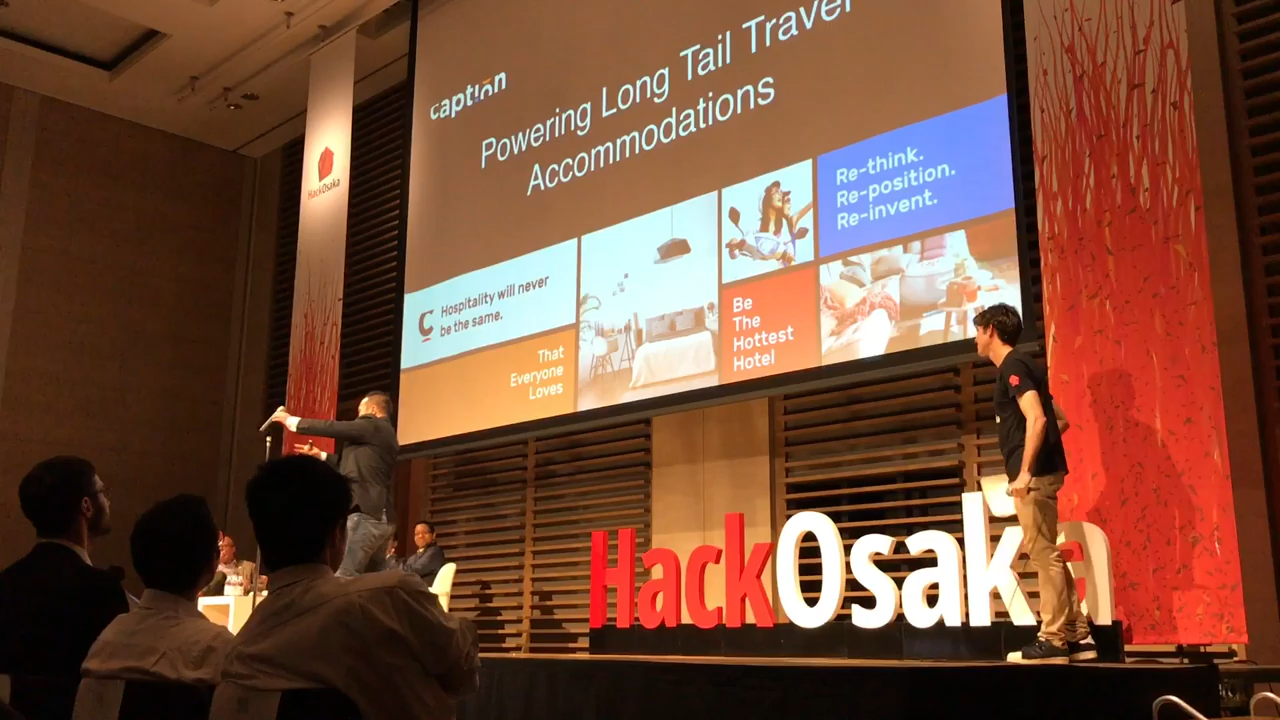 caption
Powering Long Tail Travel
Accommodations
HackOsaka
Re-think.
Re-position.
Re-invent.
Hospitality will never
be the same.
Be
The
Hottest
Hotel
That
Everyone
Loves
HackOsaka